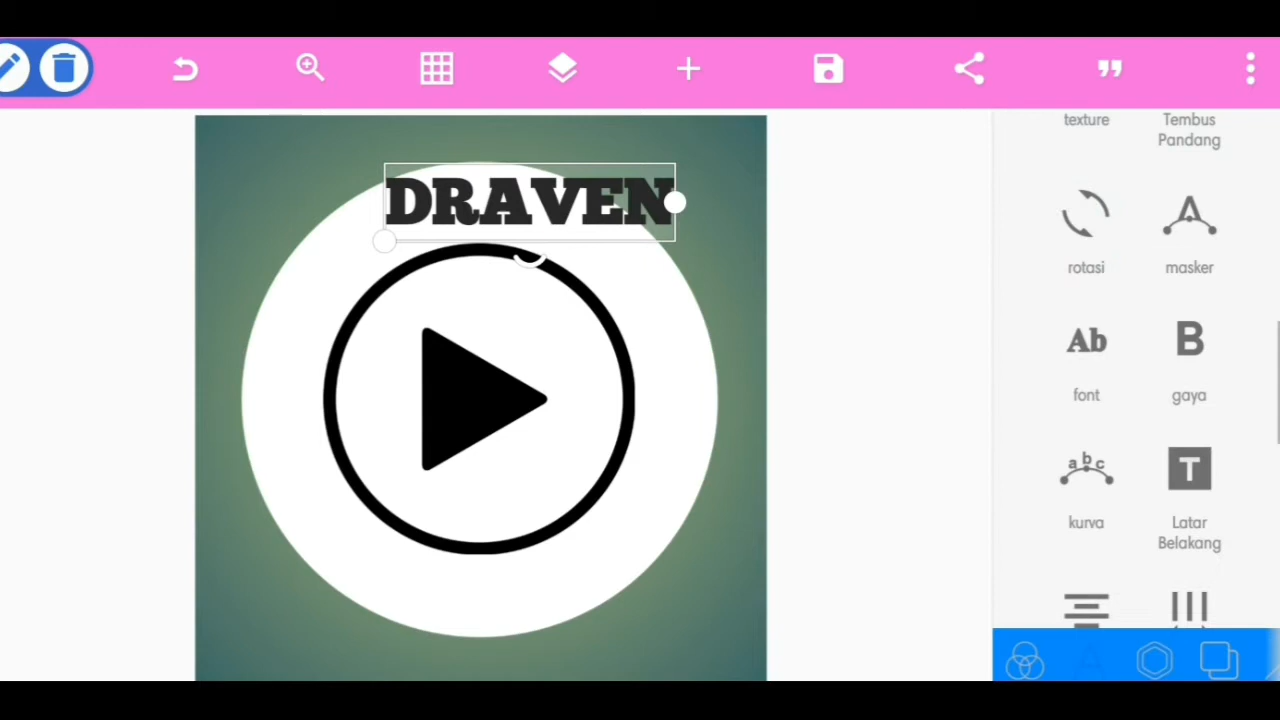 DRAVEN
texture
Tembus
Pandang
rotasi
masker
Ab
font
B
gaya
abc
kurva
T
Latar
Belakang